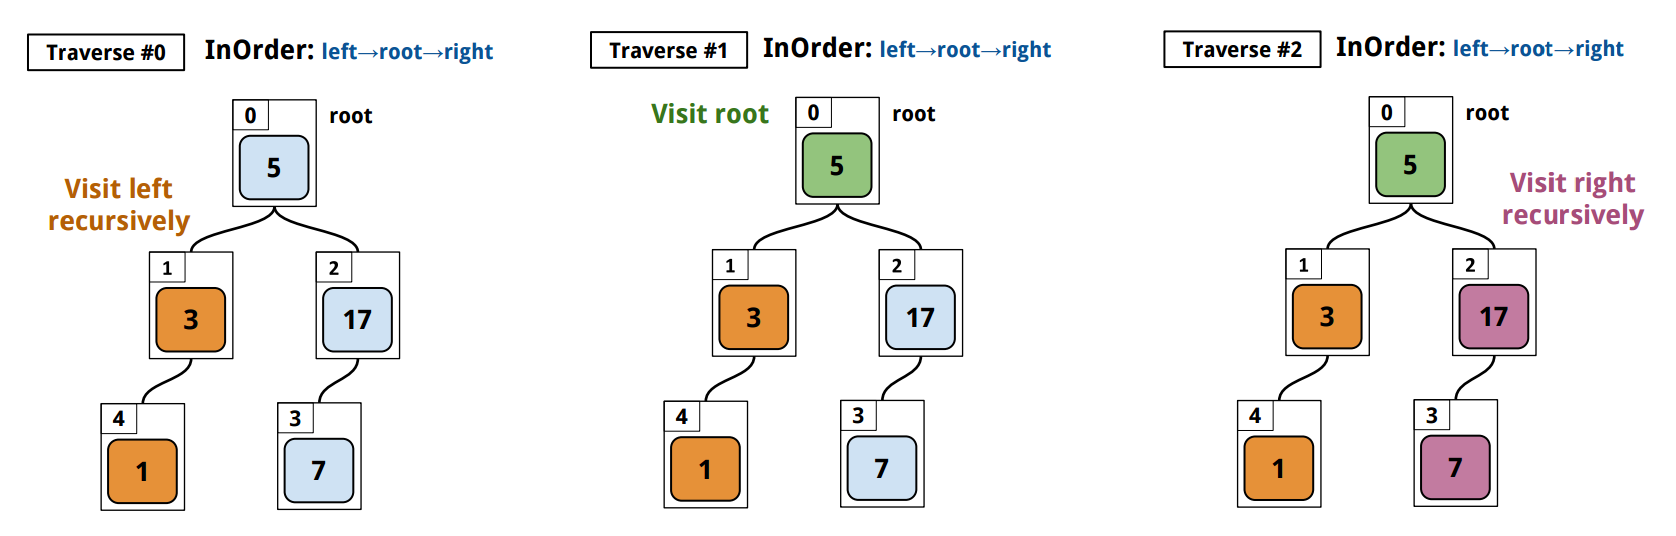 Traverse #0
InOrder: left→root→right
0
root
5
Visit left
recursively
1
3
2
17
4
1
3
7
Traverse #1
InOrder: left→root→right
Visit root
0
root
5
1
3
2
17
4
1
3
7
Traverse #2
InOrder: left→root→right
0
root
5
Visit right
recursively
1
3
2
17
4
1
3
7